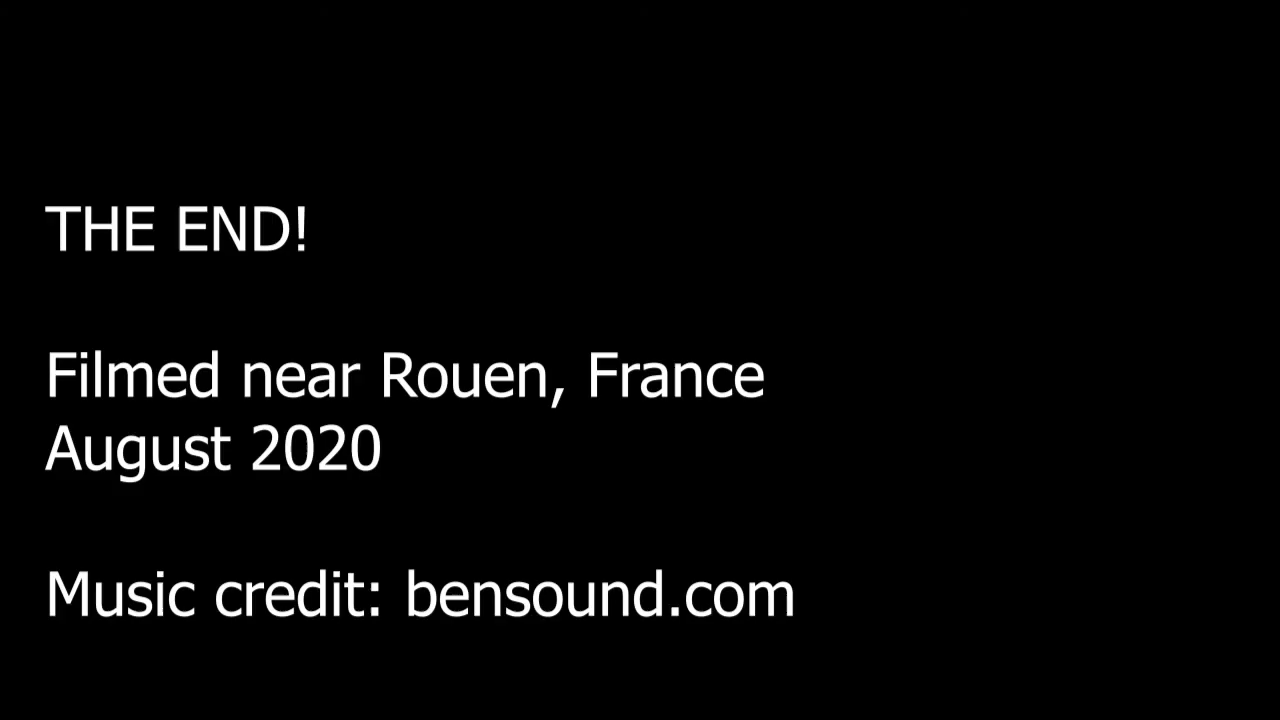 THE END!
Filmed near Rouen, France
August 2020
Music credit: bensound.com